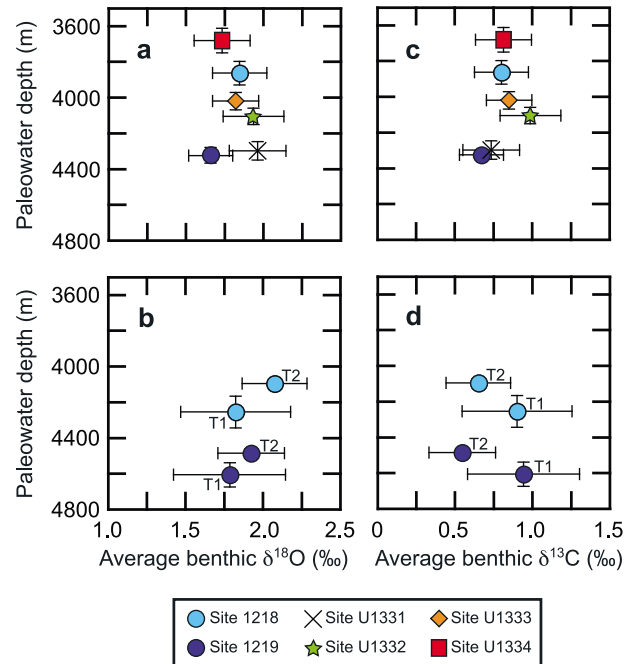 3600
4000
4400
4800
Paleowater depth (m)
a
c
3600
4000
4400
4800
Paleowater depth (m)
b
T2
T1
T2
T1
d
T2
T1
T2
T1
1.0 1.5 2.0 2.5
0 0.5 1.0 1.5
Average benthic δ¹⁸O (‰)
Average benthic δ¹³C (‰)
Site 1218 Site U1331 Site U1333
Site 1219 Site U1332 Site U1334